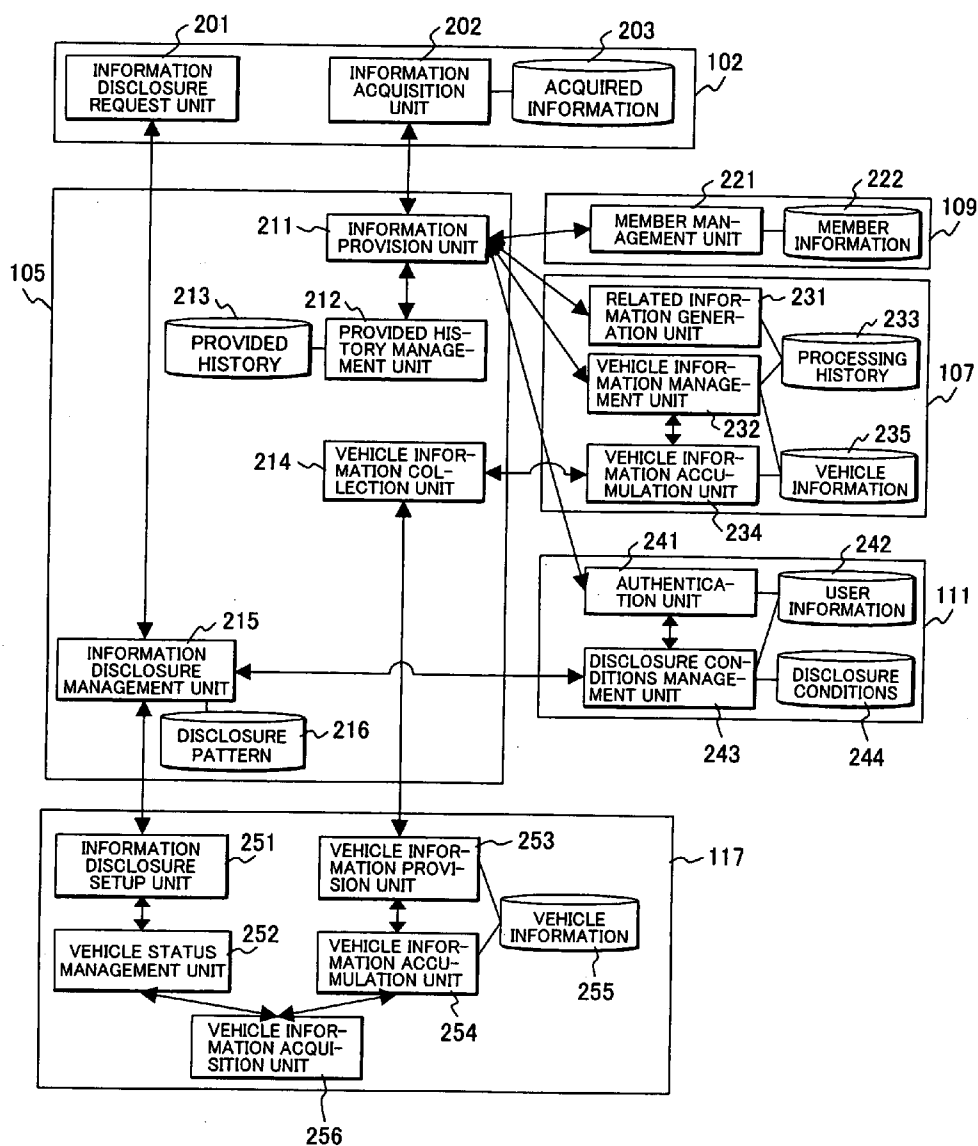 201
202
203
102
INFORMATION
DISCLOSURE
REQUEST UNIT
INFORMATION
ACQUISITION
UNIT
ACQUIRED
INFORMATION
221
222
109
211
INFORMATION
PROVISION UNIT
MEMBER MAN-
AGEMENT UNIT
MEMBER
INFORMATION
105
213
212
PROVIDED
HISTORY
PROVIDED HIS-
TORY MANAGE-
MENT UNIT
RELATED INFOR-
MATION GENERA-
TION UNIT
231
233
VEHICLE INFOR-
MATION MANAGE-
MENT UNIT
PROCESSING
HISTORY
107
232
235
214
VEHICLE INFOR-
MATION COL-
LECTION UNIT
VEHICLE INFOR-
MATION ACCU-
MULATION UNIT
VEHICLE
INFORMATION
234
241
242
AUTHENTICA-
TION UNIT
USER
INFORMATION
111
215
INFORMATION
DISCLOSURE
MANAGEMENT UNIT
DISCLOSURE CON-
DITIONS MANAGE-
MENT UNIT
DISCLOSURE
CONDITIONS
DISCLOSURE
PATTERN
216
243
244
INFORMATION
DISCLOSURE
SETUP UNIT
251
VEHICLE INFOR-
MATION PROVI-
SION UNIT
253
117
252
VEHICLE STATUS
MANAGEMENT UNIT
VEHICLE INFOR-
MATION ACCU-
MULATION UNIT
VEHICLE
INFORMATION
255
254
VEHICLE INFOR-
MATION ACQUI-
SITION UNIT
256